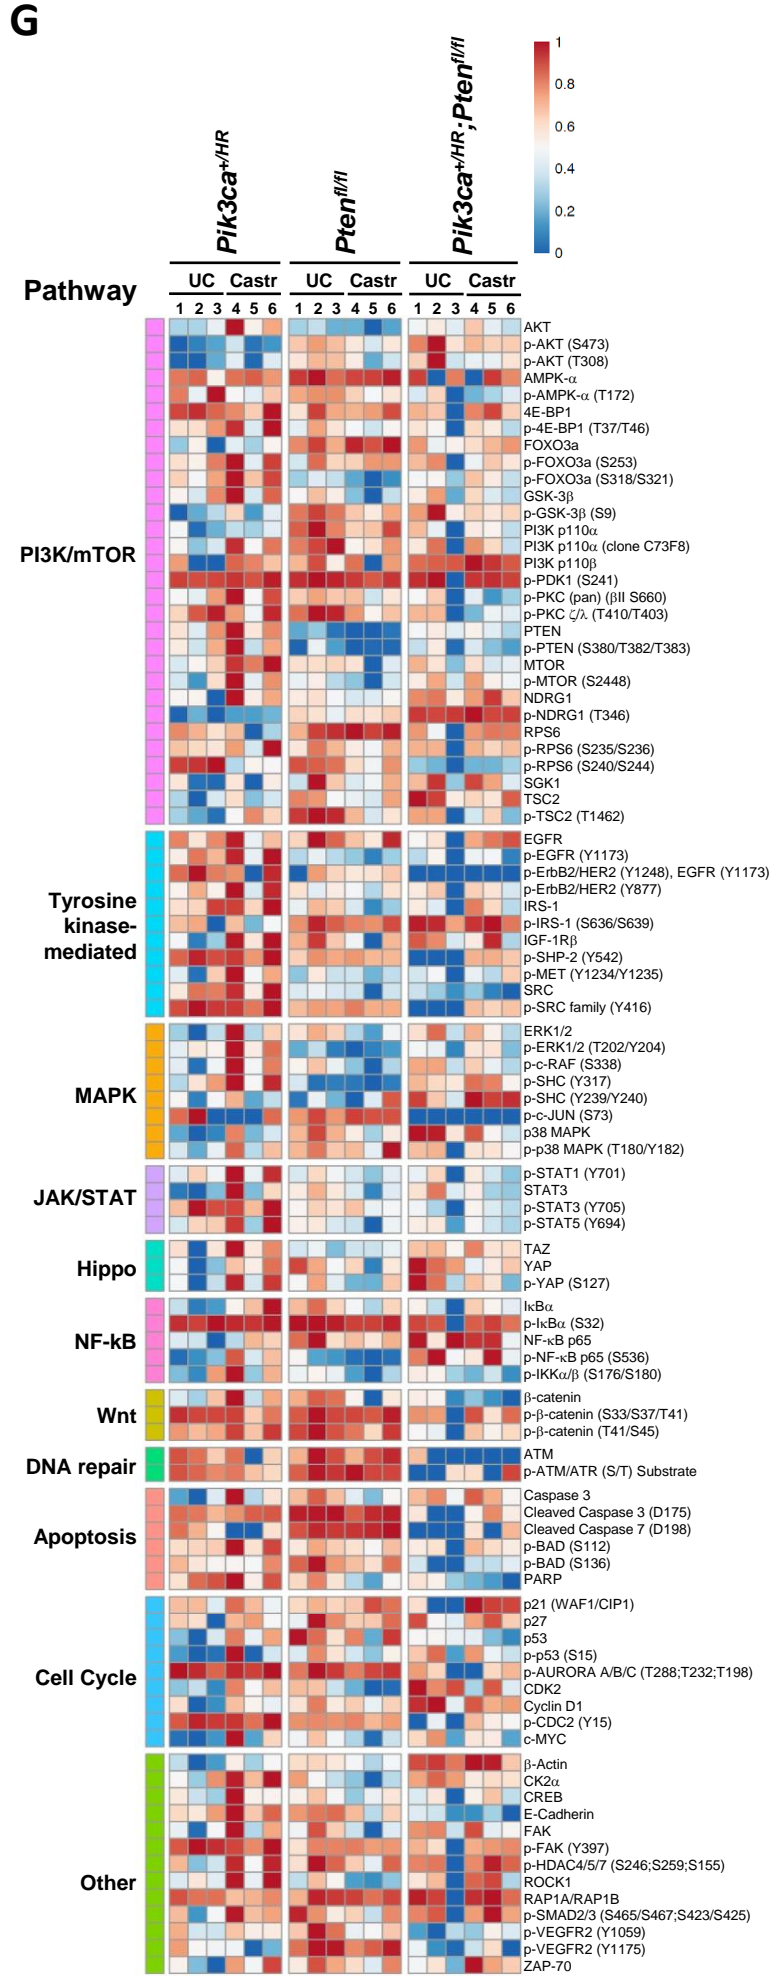 G
1
0.8
0.6
0.4
0.2
0
Pik3ca+/HR
Ptenfl/fl
Pik3ca+/HR;Ptenfl/fl
Pathway
UC Castr UC Castr UC Castr
1 2 3 4 5 6 1 2 3 4 5 6 1 2 3 4 5 6
PI3K/mTOR
AKT
p-AKT (S473)
p-AKT (T308)
AMPK-α
p-AMPK-α (T172)
4E-BP1
p-4E-BP1 (T37/T46)
FOXO3a
p-FOXO3a (S253)
p-FOXO3a (S318/S321)
GSK-3β
p-GSK-3β (S9)
PI3K p110α
PI3K p110α (clone C73F8)
PI3K p110β
p-PDK1 (S241)
p-PKC (pan) (βII S660)
p-PKC ζ/λ (T410/T403)
PTEN
p-PTEN (S380/T382/T383)
MTOR
p-MTOR (S2448)
NDRG1
p-NDRG1 (T346)
RPS6
p-RPS6 (S235/S236)
p-RPS6 (S240/S244)
SGK1
TSC2
p-TSC2 (T1462)
Tyrosine
kinase-
mediated
EGFR
p-EGFR (Y1173)
p-ErbB2/HER2 (Y1248), EGFR (Y1173)
p-ErbB2/HER2 (Y877)
IRS-1
p-IRS-1 (S636/S639)
IGF-1Rβ
p-SHP-2 (Y542)
p-MET (Y1234/Y1235)
SRC
p-SRC family (Y416)
MAPK
ERK1/2
p-ERK1/2 (T202/Y204)
p-c-RAF (S338)
p-SHC (Y317)
p-SHC (Y239/Y240)
p-c-JUN (S73)
p38 MAPK
p-p38 MAPK (T180/Y182)
JAK/STAT
p-STAT1 (Y701)
STAT3
p-STAT3 (Y705)
p-STAT5 (Y694)
Hippo
TAZ
YAP
p-YAP (S127)
NF-kB
IκBα
p-IκBα (S32)
NF-κB p65
p-NF-κB p65 (S536)
p-IKKα/β (S176/S180)
Wnt
β-catenin
p-β-catenin (S33/S37/T41)
p-β-catenin (T41/S45)
DNA repair
ATM
p-ATM/ATR (S/T) Substrate
Apoptosis
Caspase 3
Cleaved Caspase 3 (D175)
Cleaved Caspase 7 (D198)
p-BAD (S112)
p-BAD (S136)
PARP
Cell Cycle
p21 (WAF1/CIP1)
p27
p53
p-p53 (S15)
p-AURORA A/B/C (T288;T232;T198)
CDK2
Cyclin D1
p-CDC2 (Y15)
c-MYC
Other
β-Actin
CK2α
CREB
E-Cadherin
FAK
p-FAK (Y397)
p-HDAC4/5/7 (S246;S259;S155)
ROCK1
RAP1A/RAP1B
p-SMAD2/3 (S465/S467;S423/S425)
p-VEGFR2 (Y1059)
p-VEGFR2 (Y1175)
ZAP-70